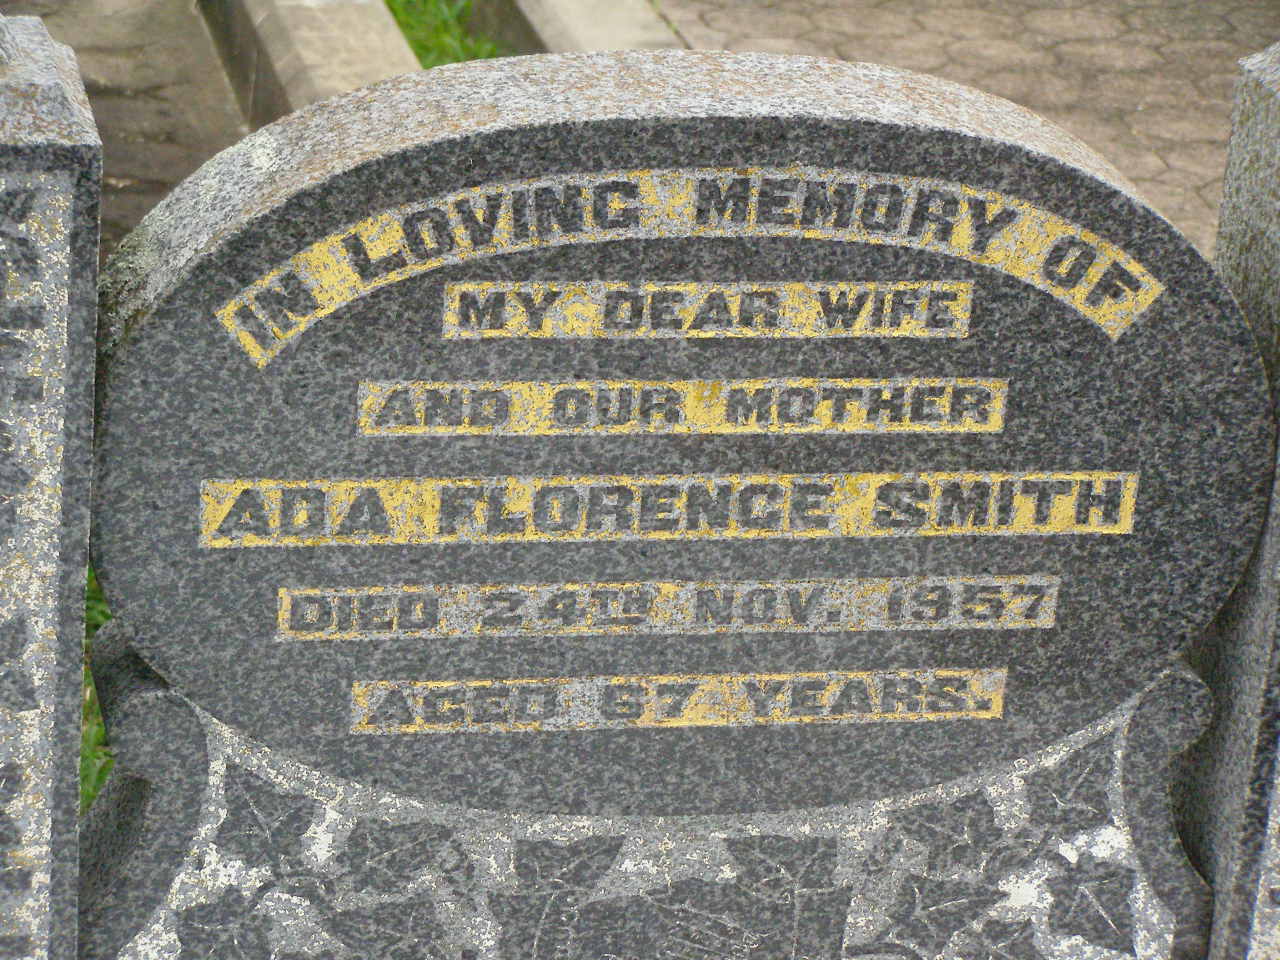 IN LOVING MEMORY OF
MY DEAR WIFE
AND OUR MOTHER
ADA FLORENCE SMITH
DIED 24TH NOV. 1957
AGED 67 YEARS.